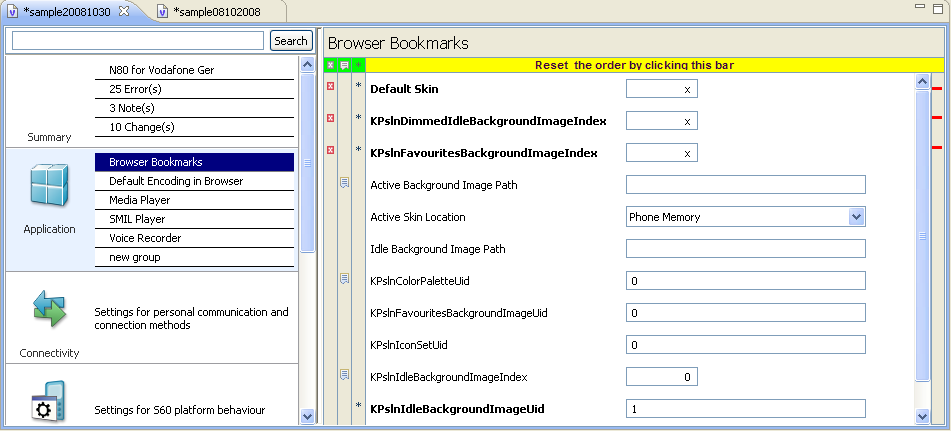 *sample20081030
*sample08102008
Search
N80 for Vodafone Ger
25 Error(s)
3 Note(s)
10 Change(s)
Summary
Browser Bookmarks
Default Encoding in Browser
Media Player
SMIL Player
Voice Recorder
new group
Application
Settings for personal communication and
connection methods
Connectivity
Settings for S60 platform behaviour
Browser Bookmarks
* Reset the order by clicking this bar
* Default Skin x
* KPslnDimmedIdleBackgroundImageIndex x
* KPslnFavouritesBackgroundImageIndex x
Active Background Image Path
Active Skin Location Phone Memory
Idle Background Image Path
KPslnColorPaletteUid 0
KPslnFavouritesBackgroundImageUid 0
KPslnIconSetUid 0
KPslnIdleBackgroundImageIndex 0
* KPslnIdleBackgroundImageUid 1